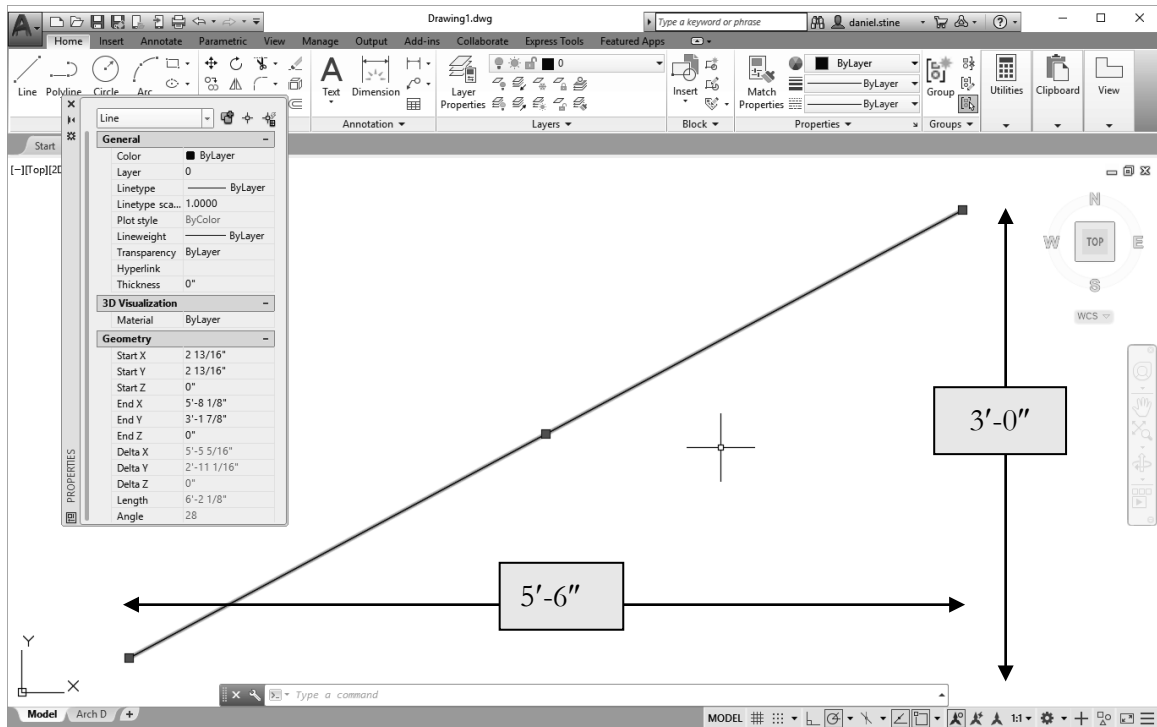 A
Drawing1.dwg
Type a keyword or phrase
daniel.stine
?
Home Insert Annotate Parametric View Manage Output Add-ins Collaborate Express Tools Featured Apps
Line Polyline Circle Arc
A
Text Dimension
Annotation
Layer
Properties
0
Layers
Insert
Block
Match
Properties
ByLayer
ByLayer
ByLayer
Properties
Group
Groups
Utilities
Clipboard
View
Start
[−][Top][2D
Line
General −
Color ByLayer
Layer 0
Linetype ByLayer
Linetype sca... 1.0000
Plot style ByColor
Lineweight ByLayer
Transparency ByLayer
Hyperlink
Thickness 0"
3D Visualization −
Material ByLayer
Geometry −
Start X 2 13/16"
Start Y 2 13/16"
Start Z 0"
End X 5'-8 1/8"
End Y 3'-1 7/8"
End Z 0"
Delta X 5'-5 5/16"
Delta Y 2'-11 1/16"
Delta Z 0"
Length 6'-2 1/8"
Angle 28
PROPERTIES
N
W TOP E
S
WCS
3'-0"
5'-6"
Y
X
Type a command
Model Arch D +
MODEL 1:1